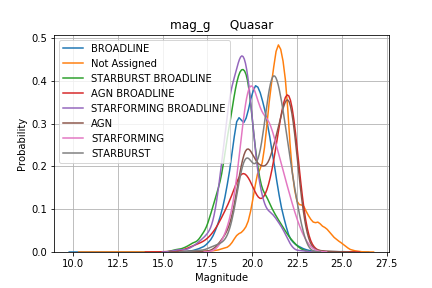 mag_g Quasar
0.5
0.4
0.3
0.2
0.1
0.0
Probability
BROADLINE
Not Assigned
STARBURST BROADLINE
AGN BROADLINE
STARFORMING BROADLINE
AGN
STARFORMING
STARBURST
10.0 12.5 15.0 17.5 20.0 22.5 25.0 27.5
Magnitude